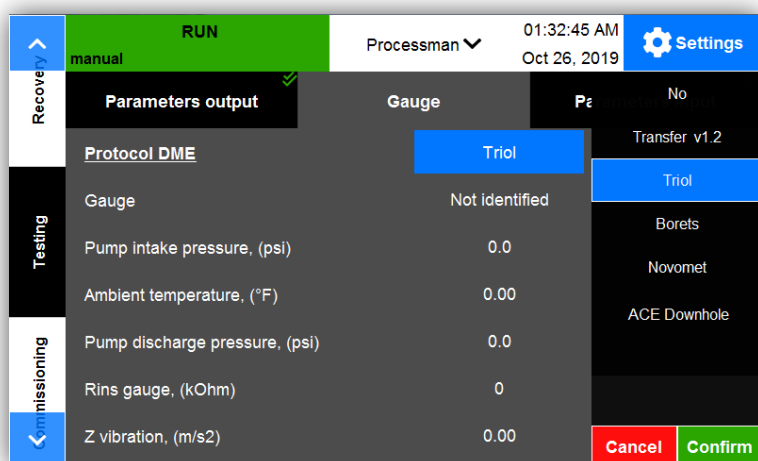 RUN
manual
Processman
01:32:45 AM
Oct 26, 2019
Settings
Recovery
Testing
Commissioning
Parameters output
Gauge
Protocol DME
Triol
Gauge
Not identified
Pump intake pressure, (psi)
0.0
Ambient temperature, (°F)
0.00
Pump discharge pressure, (psi)
0.0
Rins gauge, (kOhm)
0
Z vibration, (m/s2)
0.00
No
Transfer v1.2
Triol
Borets
Novomet
ACE Downhole
Cancel
Confirm